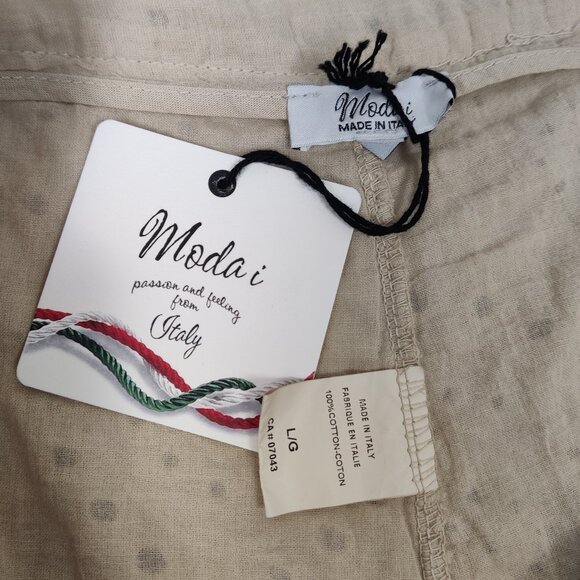 Moda i
MADE IN ITALY
Moda i
passion and feeling
from
Italy
MADE IN ITALY
FABRIQUE EN ITALIE
100%COTTON-COTON
L/G
CA # 07043